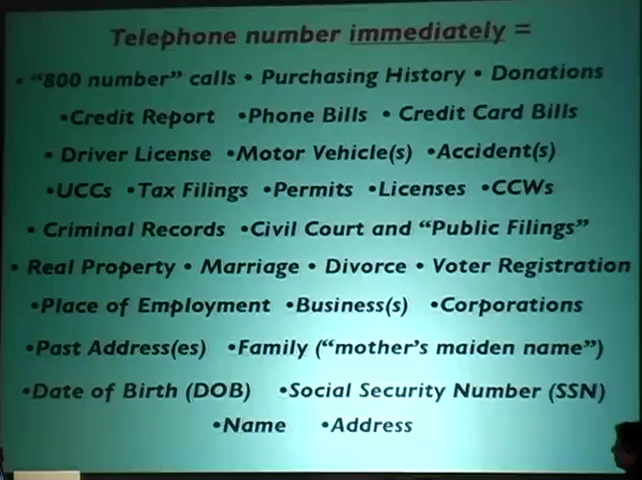 Telephone number immediately =
• "800 number" calls • Purchasing History • Donations
•Credit Report •Phone Bills • Credit Card Bills
• Driver License •Motor Vehicle(s) •Accident(s)
•UCCs •Tax Filings •Permits •Licenses •CCWs
• Criminal Records •Civil Court and "Public Filings"
• Real Property • Marriage • Divorce • Voter Registration
•Place of Employment •Business(s) •Corporations
•Past Address(es) •Family ("mother's maiden name")
•Date of Birth (DOB) •Social Security Number (SSN)
•Name •Address